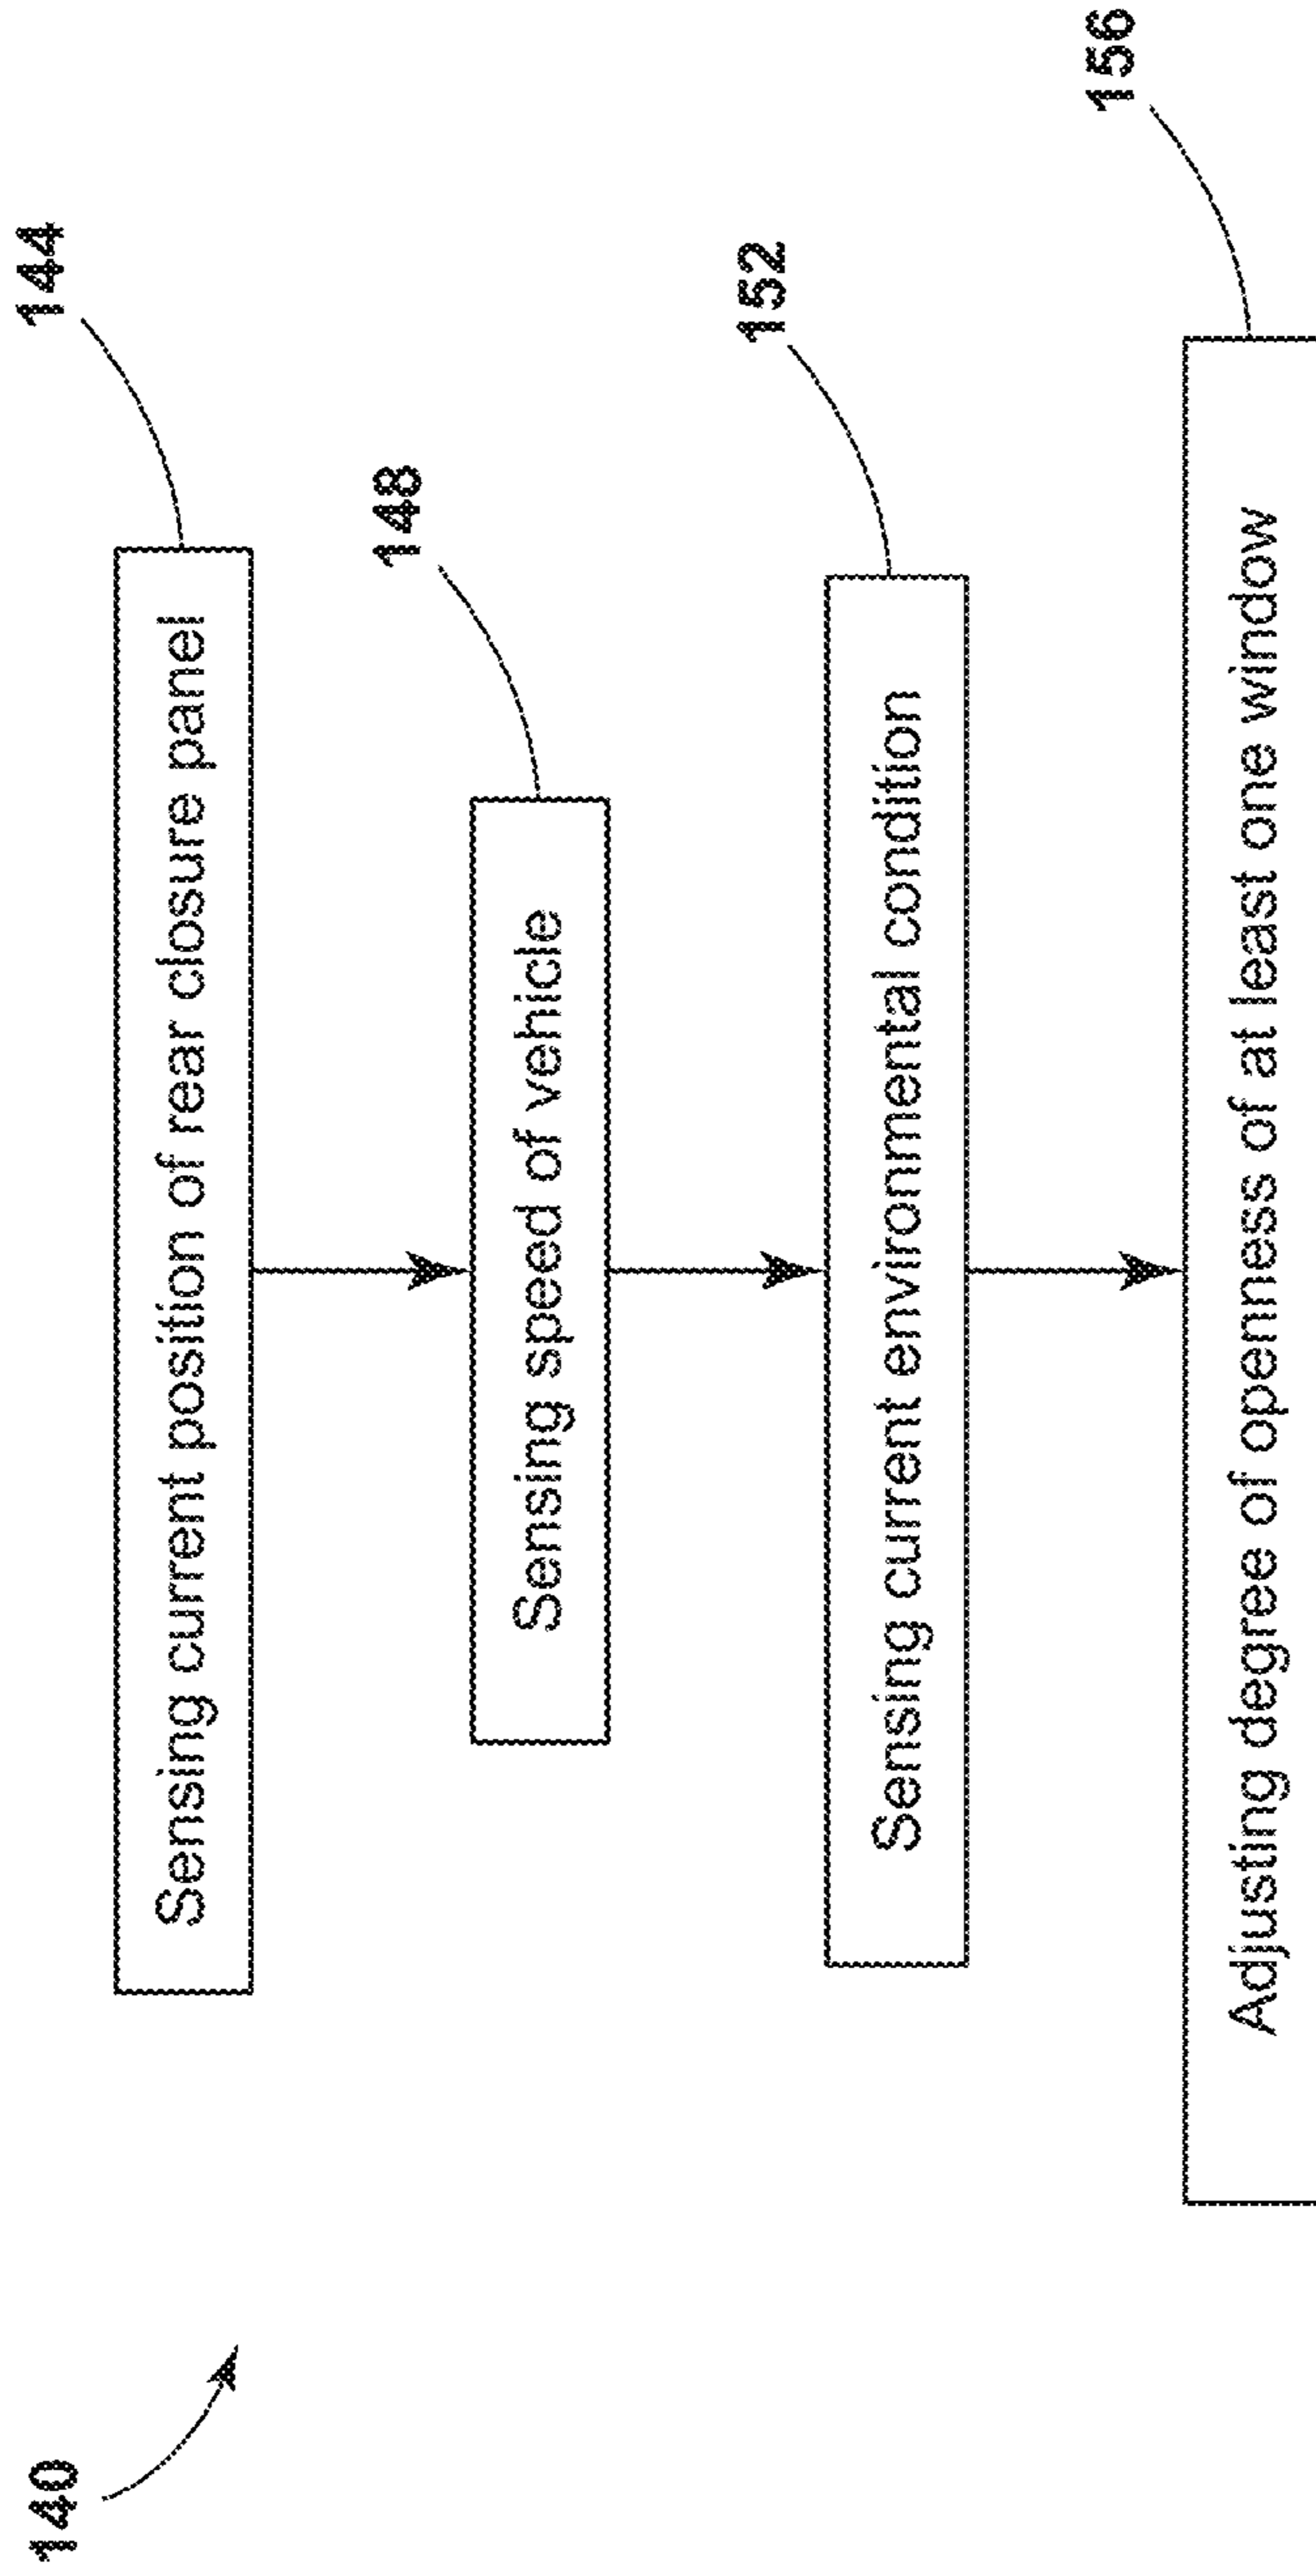 140
144
Sensing current position of rear closure panel
148
Sensing speed of vehicle
152
Sensing current environmental condition
156
Adjusting degree of openness of at least one window